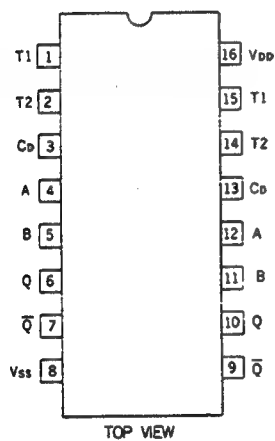 T1 1 16 VDD
T2 2 15 T1
CD 3 14 T2
A 4 13 CD
B 5 12 A
Q 6 11 B
Q̅ 7 10 Q
VSS 8 9 Q̅
TOP VIEW